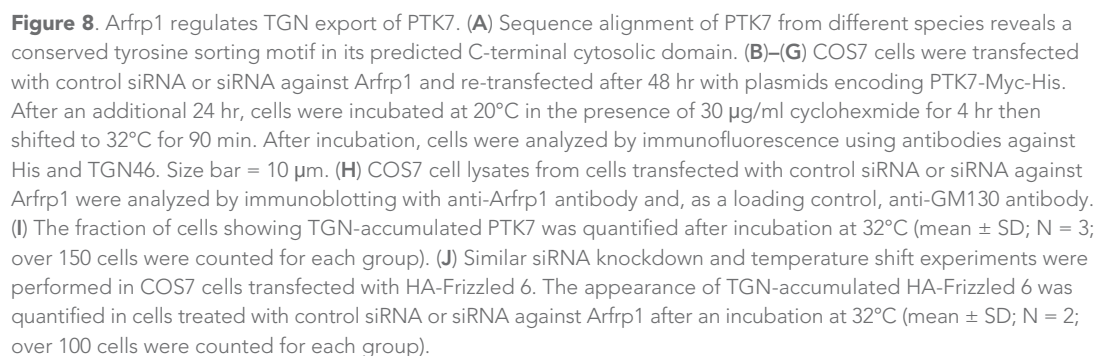 Figure 8. Arfrp1 regulates TGN export of PTK7. (A) Sequence alignment of PTK7 from different species reveals a
conserved tyrosine sorting motif in its predicted C-terminal cytosolic domain. (B)–(G) COS7 cells were transfected
with control siRNA or siRNA against Arfrp1 and re-transfected after 48 hr with plasmids encoding PTK7-Myc-His.
After an additional 24 hr, cells were incubated at 20°C in the presence of 30 μg/ml cyclohexmide for 4 hr then
shifted to 32°C for 90 min. After incubation, cells were analyzed by immunofluorescence using antibodies against
His and TGN46. Size bar = 10 μm. (H) COS7 cell lysates from cells transfected with control siRNA or siRNA against
Arfrp1 were analyzed by immunoblotting with anti-Arfrp1 antibody and, as a loading control, anti-GM130 antibody.
(I) The fraction of cells showing TGN-accumulated PTK7 was quantified after incubation at 32°C (mean ± SD; N = 3;
over 150 cells were counted for each group). (J) Similar siRNA knockdown and temperature shift experiments were
performed in COS7 cells transfected with HA-Frizzled 6. The appearance of TGN-accumulated HA-Frizzled 6 was
quantified in cells treated with control siRNA or siRNA against Arfrp1 after an incubation at 32°C (mean ± SD; N = 2;
over 100 cells were counted for each group).